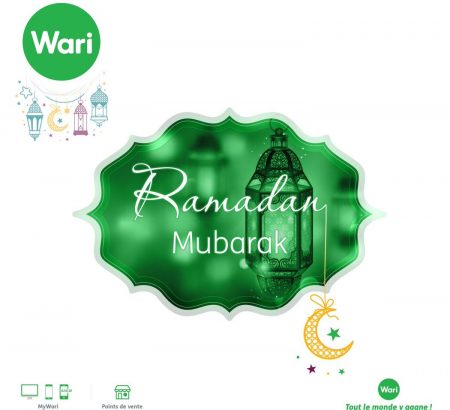 Wari
Ramadan
Mubarak
MyWari
Points de vente
Wari
Tout le monde y gagne !